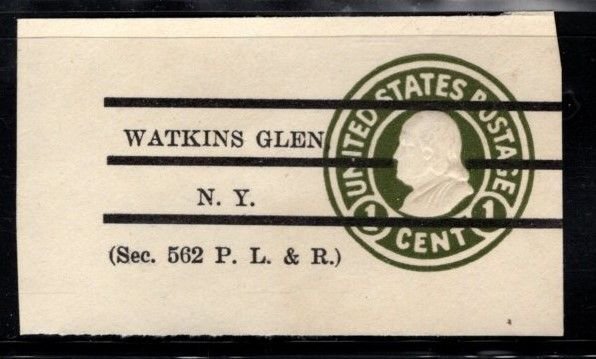 WATKINS GLEN
N. Y.
(Sec. 562 P. L. & R.)
UNITED STATES POSTAGE
1 CENT 1